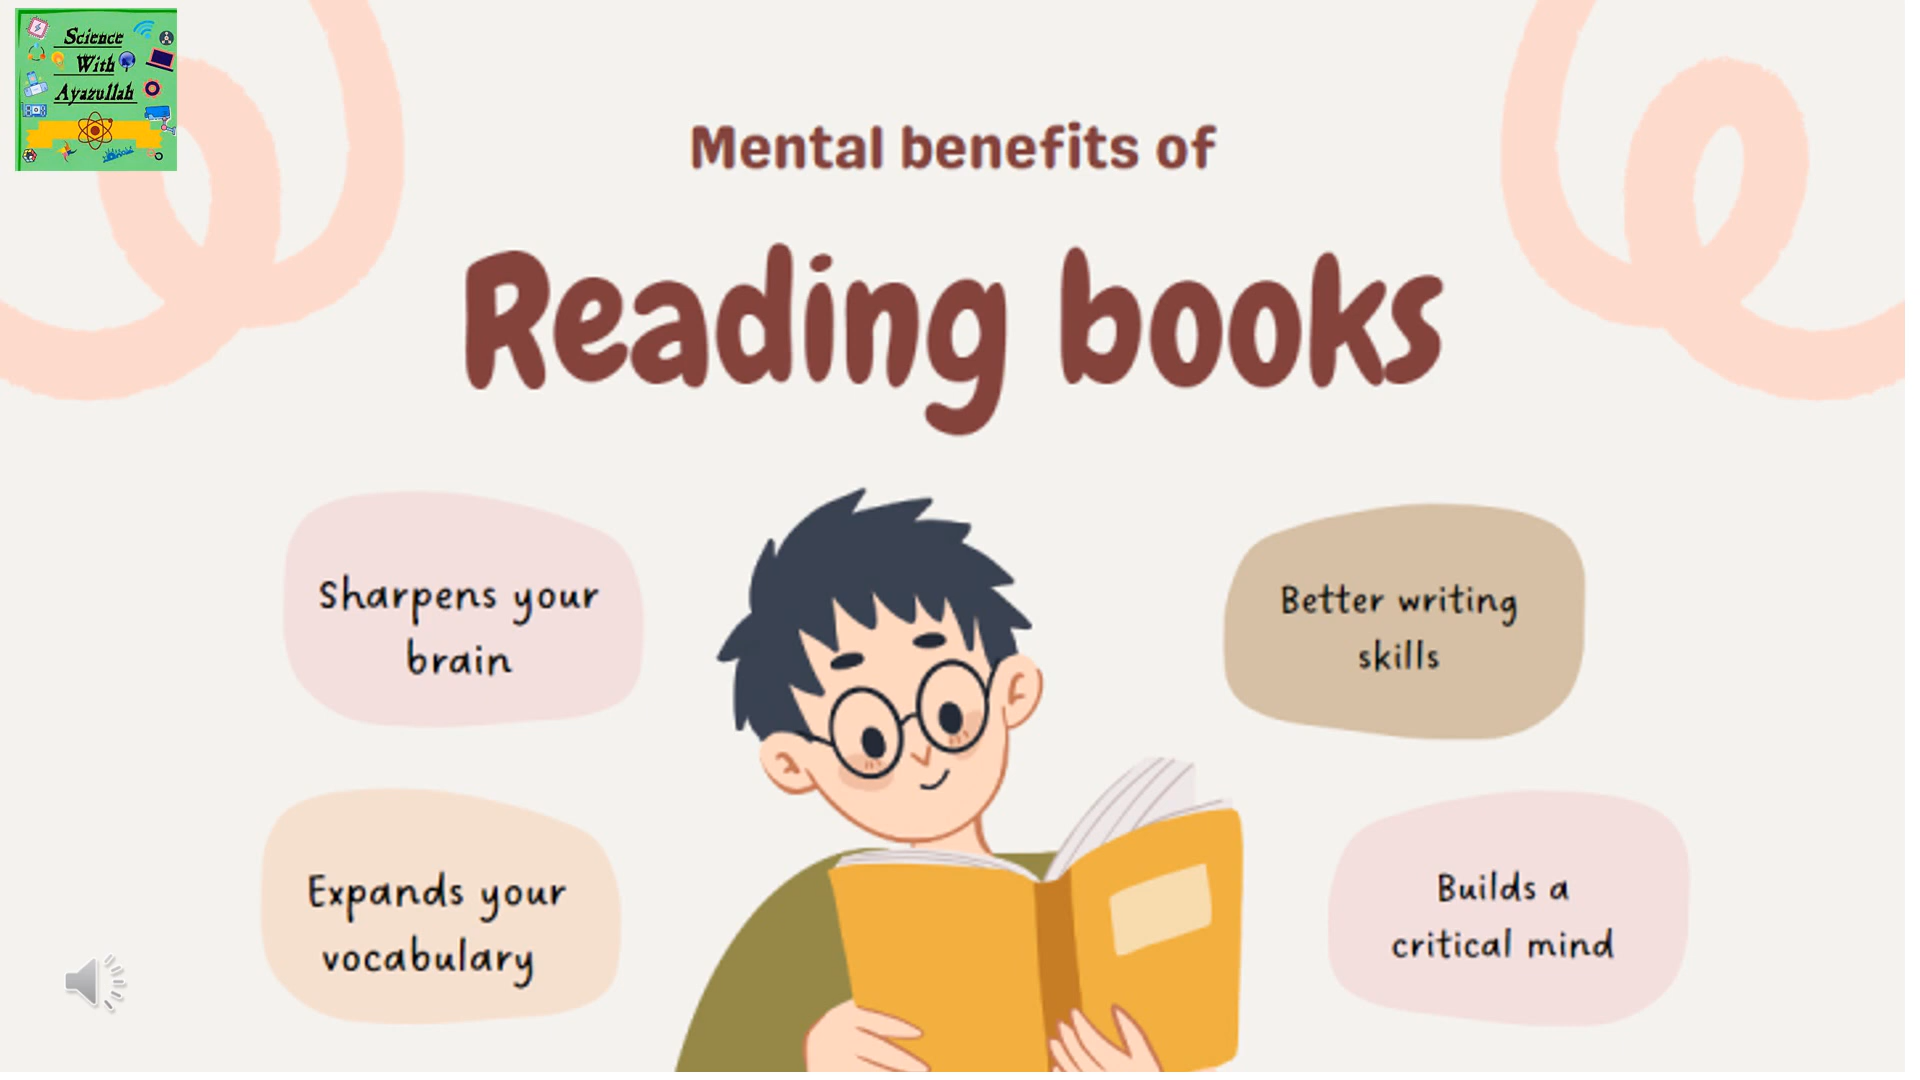 Science
With
Ayazullah
Mental benefits of
Reading books
Sharpens your
brain
Better writing
skills
Expands your
vocabulary
Builds a
critical mind